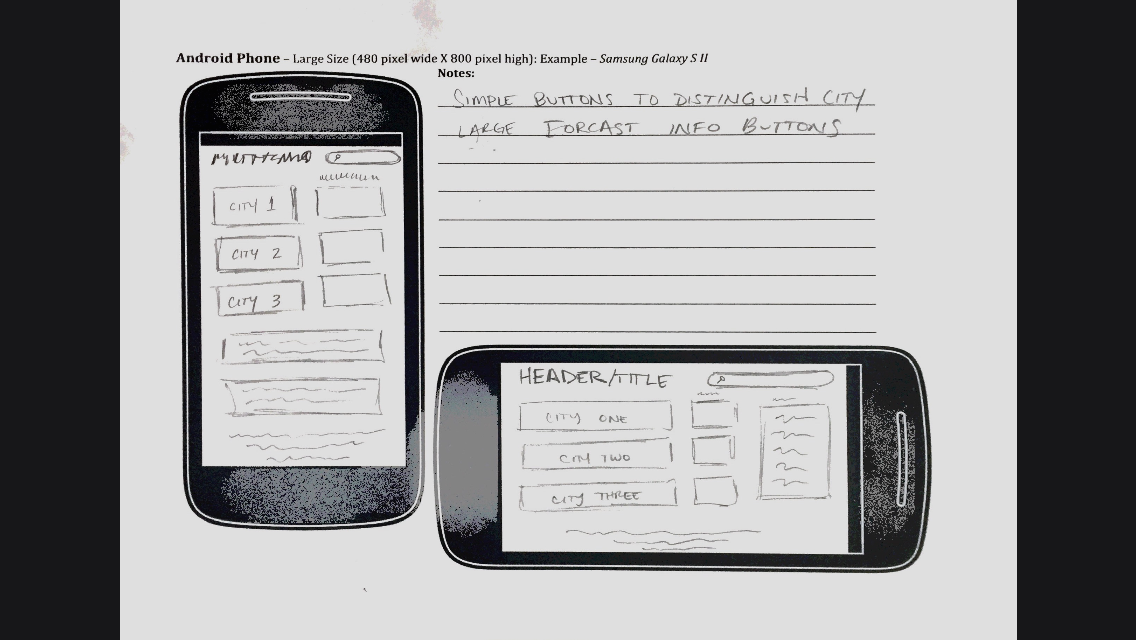 Android Phone – Large Size (480 pixel wide X 800 pixel high): Example – Samsung Galaxy S II
Notes:
SIMPLE BUTTONS TO DISTINGUISH CITY
LARGE FORCAST INFO BUTTONS
CITY 1
CITY 2
CITY 3
HEADER/TITLE
CITY ONE
CITY TWO
CITY THREE